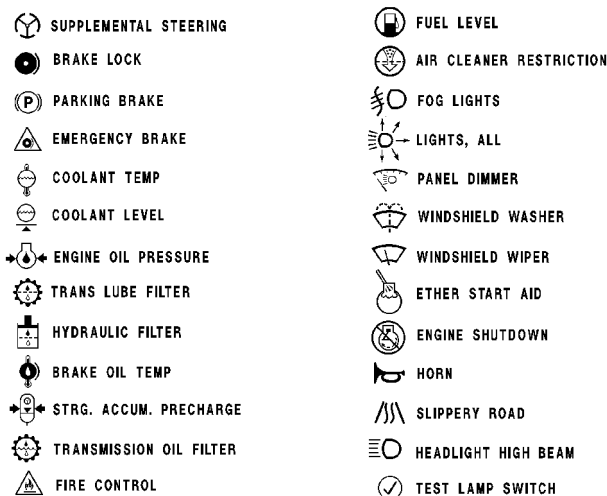 SUPPLEMENTAL STEERING
BRAKE LOCK
P PARKING BRAKE
EMERGENCY BRAKE
COOLANT TEMP
COOLANT LEVEL
ENGINE OIL PRESSURE
TRANS LUBE FILTER
HYDRAULIC FILTER
BRAKE OIL TEMP
STRG. ACCUM. PRECHARGE
TRANSMISSION OIL FILTER
FIRE CONTROL
FUEL LEVEL
AIR CLEANER RESTRICTION
FOG LIGHTS
LIGHTS, ALL
PANEL DIMMER
WINDSHIELD WASHER
WINDSHIELD WIPER
ETHER START AID
ENGINE SHUTDOWN
HORN
SLIPPERY ROAD
HEADLIGHT HIGH BEAM
TEST LAMP SWITCH